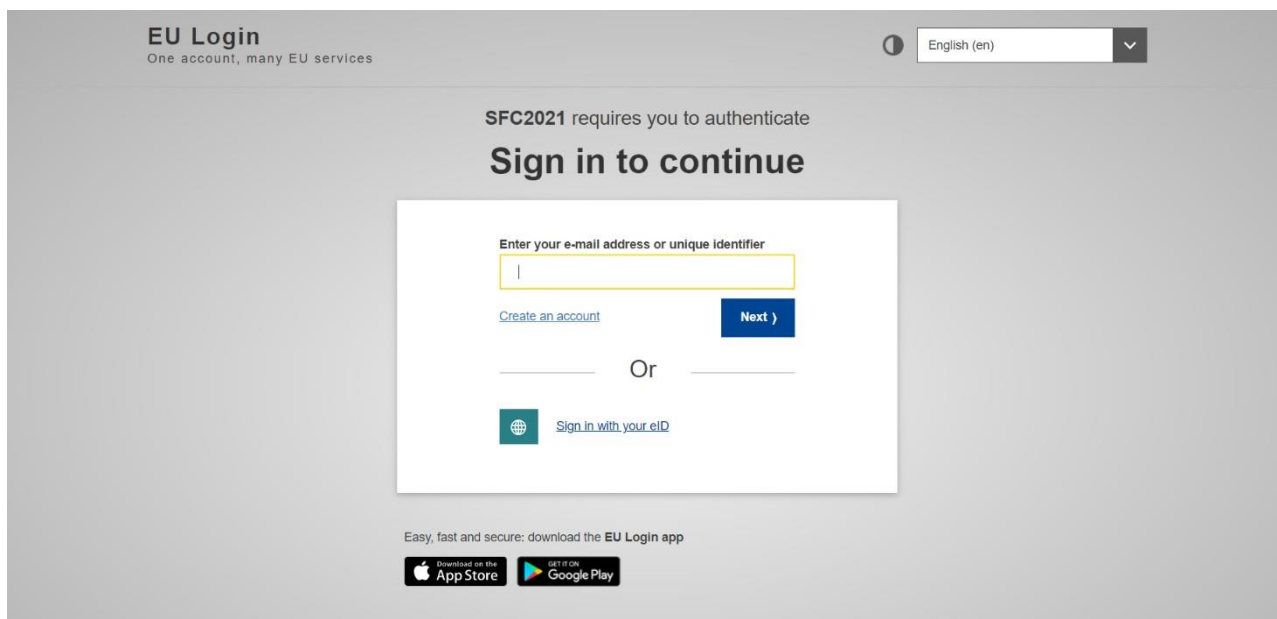 EU Login
One account, many EU services
English (en)
SFC2021 requires you to authenticate
Sign in to continue
Enter your e-mail address or unique identifier
Create an account
Next ⟩
Or
Sign in with your eID
Easy, fast and secure: download the EU Login app
Download on the
App Store
GET IT ON
Google Play